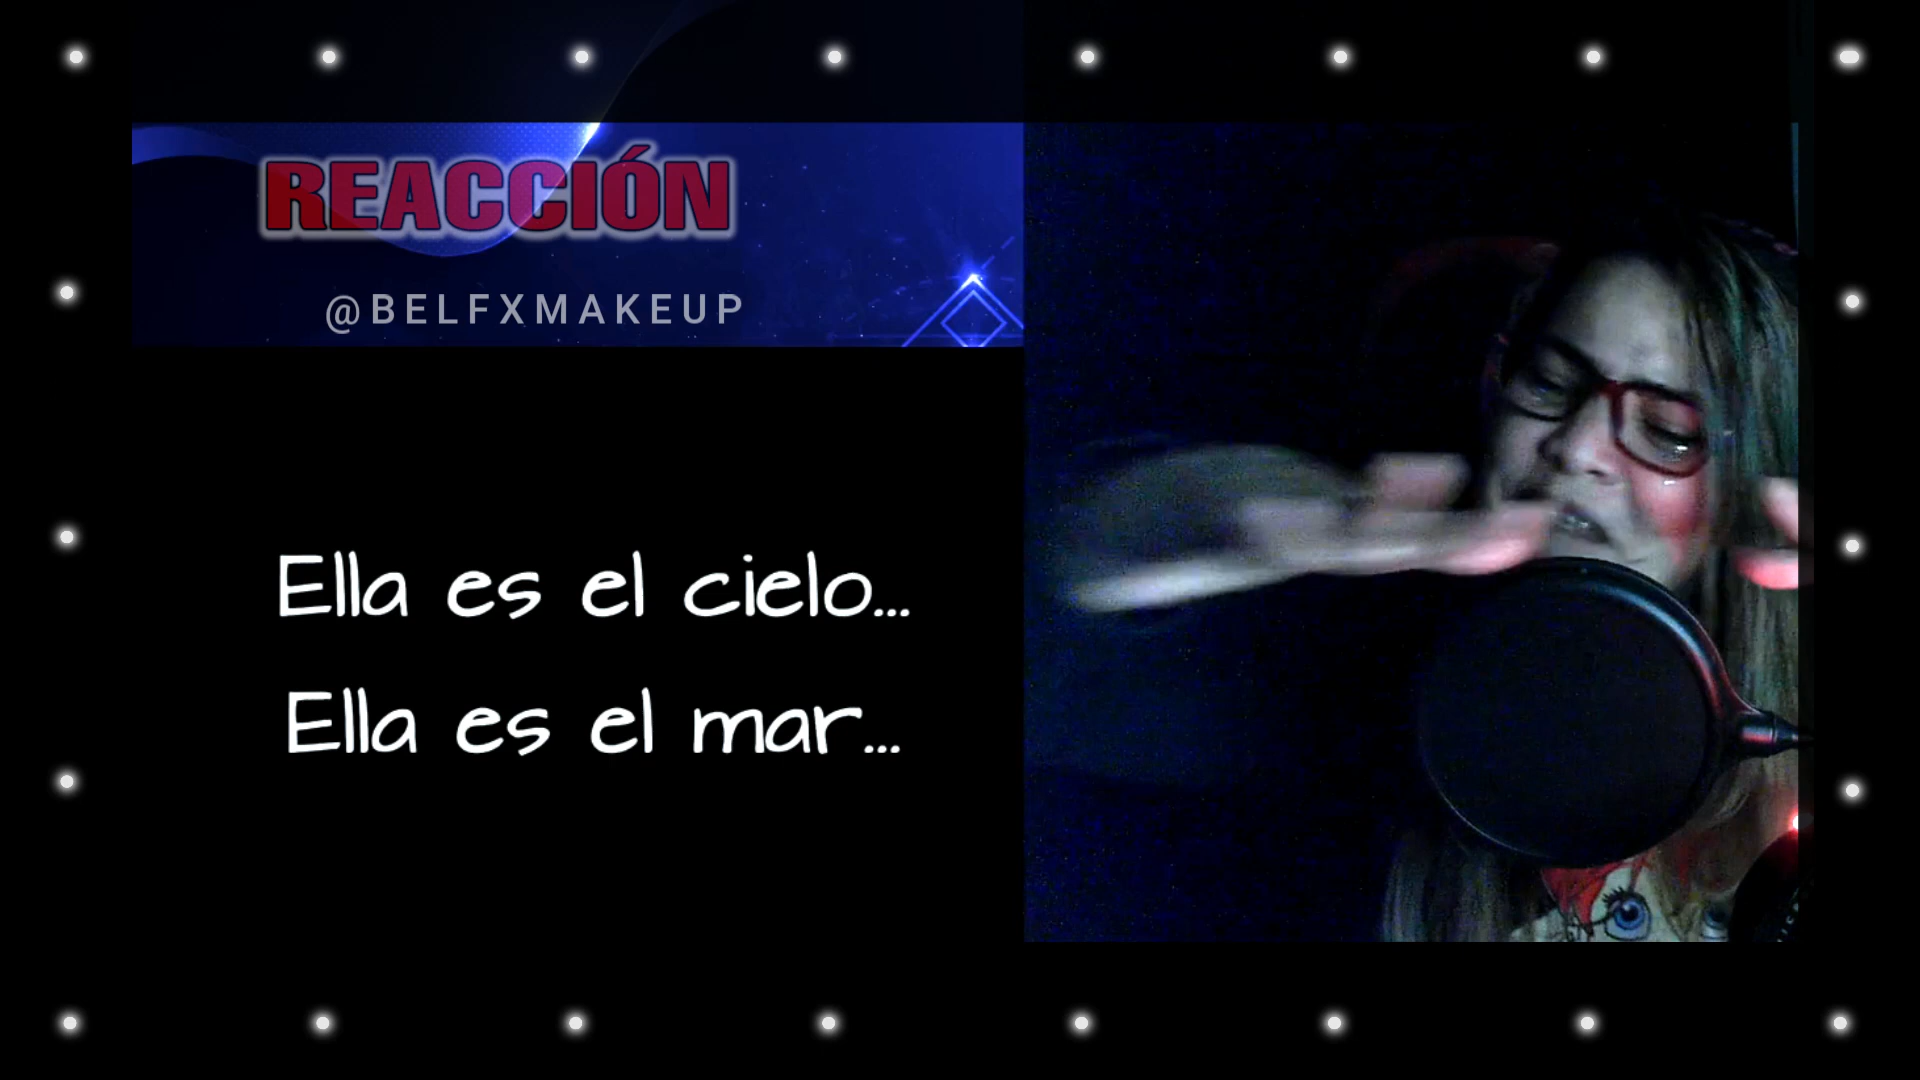 REACCIÓN
@BELFXMAKEUP
Ella es el cielo...
Ella es el mar...